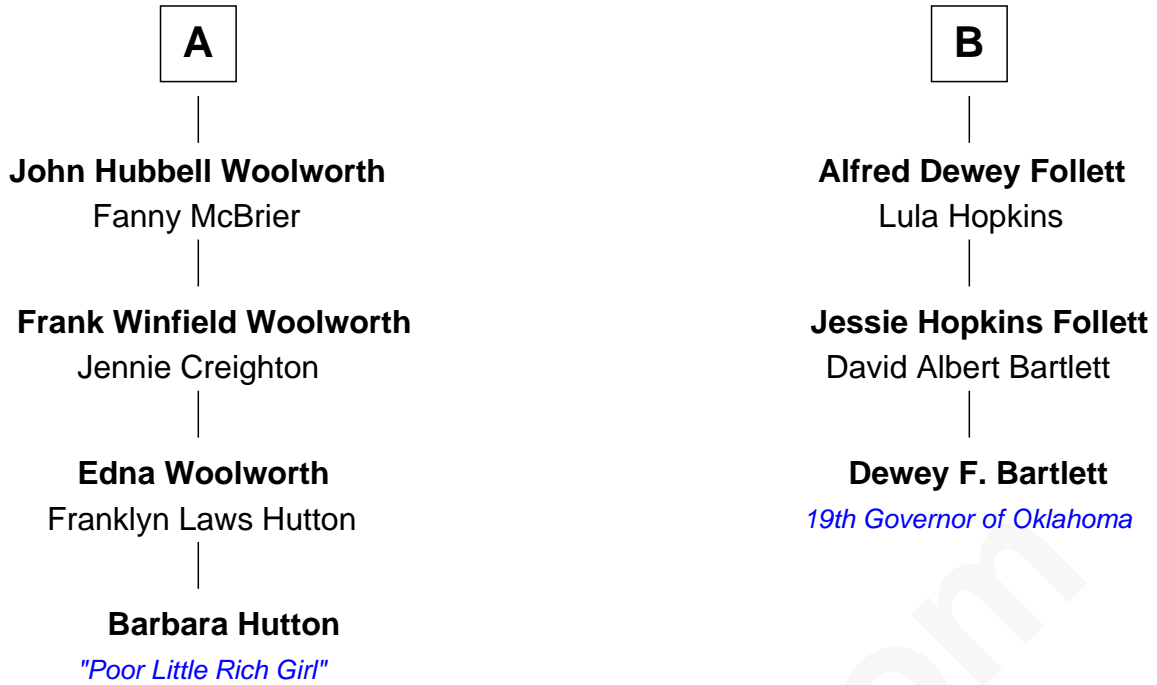 A
John Hubbell Woolworth
Fanny McBrier
Frank Winfield Woolworth
Jennie Creighton
Edna Woolworth
Franklyn Laws Hutton
Barbara Hutton
"Poor Little Rich Girl"
B
Alfred Dewey Follett
Lula Hopkins
Jessie Hopkins Follett
David Albert Bartlett
Dewey F. Bartlett
19th Governor of Oklahoma
om